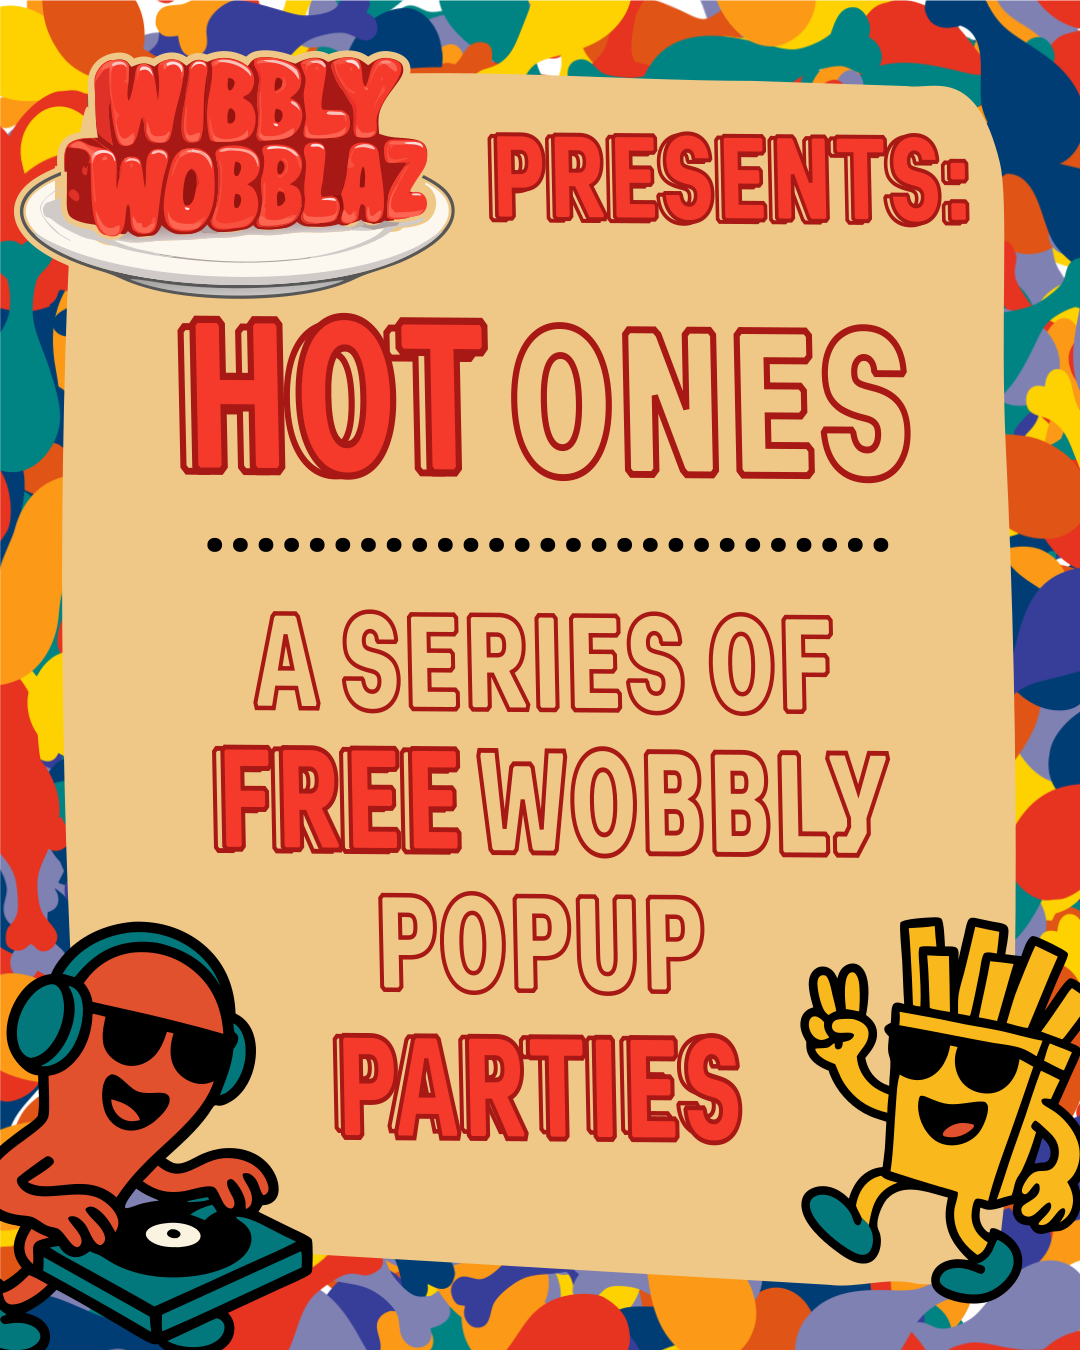 WIBBLY
WOBBLAZ
PRESENTS:
HOT ONES
A SERIES OF
FREE WOBBLY
POPUP
PARTIES